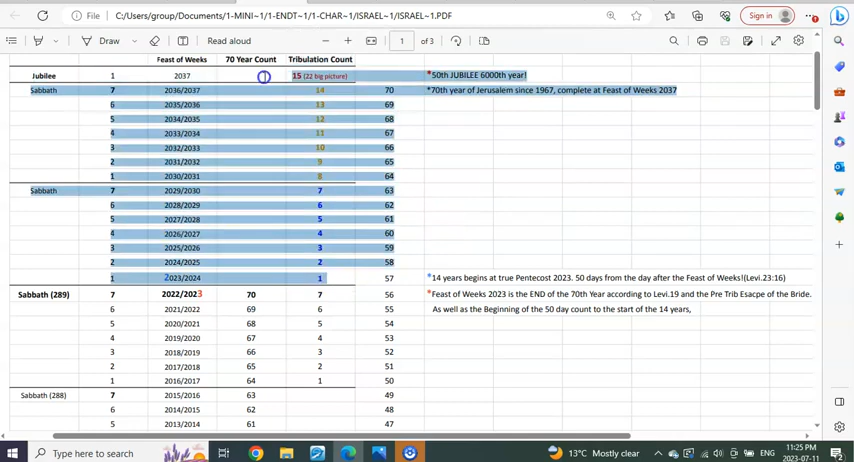 File C:/Users/group/Documents/1-MINI~1/1-ENDT~1/1-CHAR~1/ISRAEL~1/ISRAEL~1.PDF Sign in
Draw Read aloud 1 of 3
Feast of Weeks 70 Year Count Tribulation Count
Jubilee 1 2037 15 (22 big picture) *50th JUBILEE 6000th year!
Sabbath 7 2036/2037 14 70 *70th year of Jerusalem since 1967, complete at Feast of Weeks 2037
6 2035/2036 13 69
5 2034/2035 12 68
4 2033/2034 11 67
3 2032/2033 10 66
2 2031/2032 9 65
1 2030/2031 8 64
Sabbath 7 2029/2030 7 63
6 2028/2029 6 62
5 2027/2028 5 61
4 2026/2027 4 60
3 2025/2026 3 59
2 2024/2025 2 58
1 2023/2024 1 57 *14 years begins at true Pentecost 2023. 50 days from the day after the Feast of Weeks!(Levi.23:16)
Sabbath (289) 7 2022/2023 70 7 56 *Feast of Weeks 2023 is the END of the 70th Year according to Levi.19 and the Pre Trib Esacpe of the Bride.
6 2021/2022 69 6 55 As well as the Beginning of the 50 day count to the start of the 14 years,
5 2020/2021 68 5 54
4 2019/2020 67 4 53
3 2018/2019 66 3 52
2 2017/2018 65 2 51
1 2016/2017 64 1 50
Sabbath (288) 7 2015/2016 63 49
6 2014/2015 62 48
5 2013/2014 61 47
Type here to search 13°C Mostly clear ENG 11:25 PM
2023-07-11